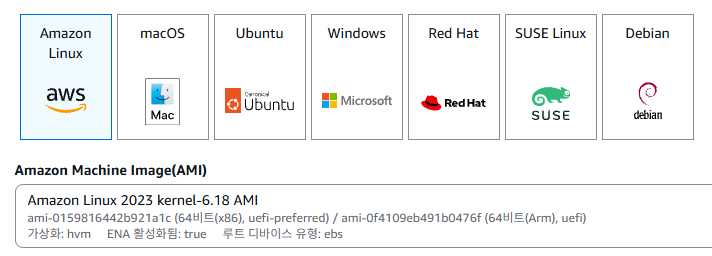 Amazon Linux
macOS
Ubuntu
Windows
Red Hat
SUSE Linux
Debian
aws
Mac
Canonical
Ubuntu
Microsoft
Red Hat
SUSE
debian
Amazon Machine Image(AMI)
Amazon Linux 2023 kernel-6.18 AMI
ami-0159816442b921a1c (64비트(x86), uefi-preferred) / ami-0f4109eb491b0476f (64비트(Arm), uefi)
가상화: hvm ENA 활성화됨: true 루트 디바이스 유형: ebs